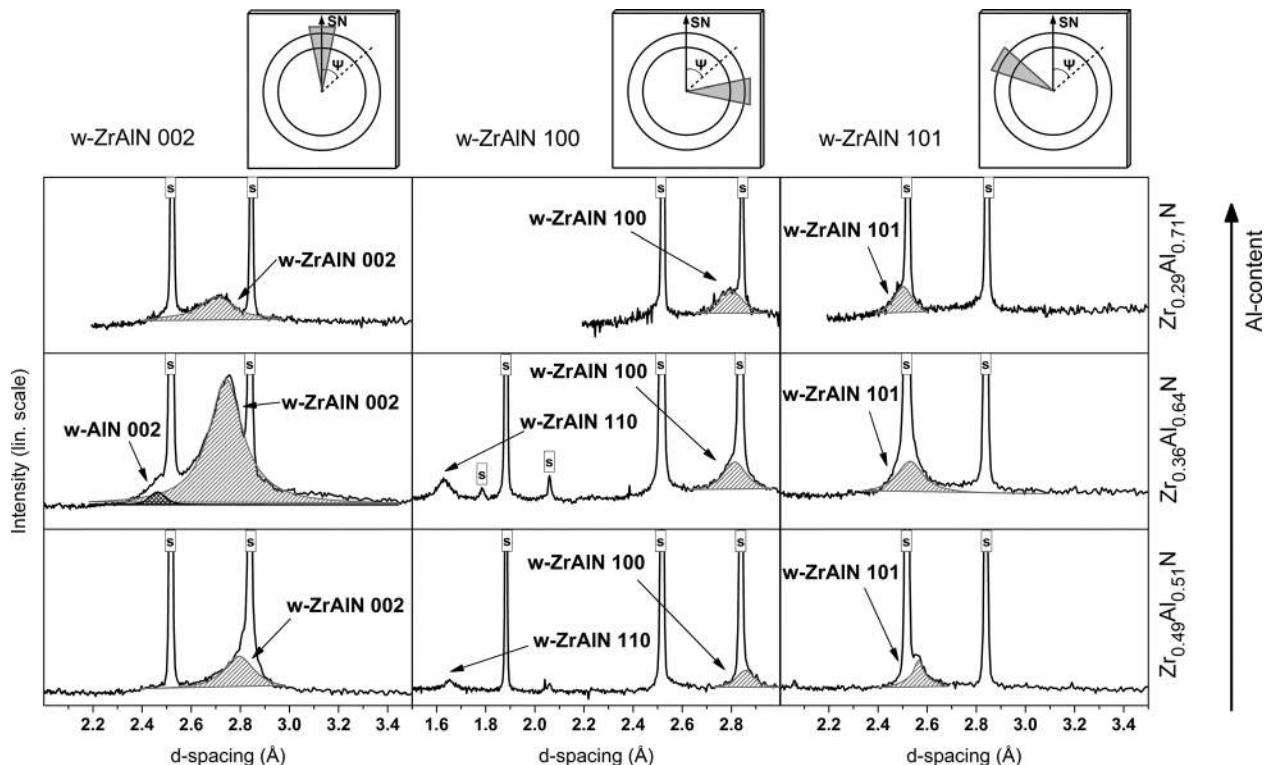 SN
Ψ
SN
Ψ
SN
Ψ
w-ZrAlN 002
w-ZrAlN 100
w-ZrAlN 101
s
s
s
s
s
s
w-ZrAlN 002
w-ZrAlN 100
w-ZrAlN 101
Zr0.29Al0.71N
s
s
s
s
s
s
s
s
s
w-AlN 002
w-ZrAlN 002
w-ZrAlN 110
w-ZrAlN 100
w-ZrAlN 101
Zr0.36Al0.64N
s
s
s
s
s
s
s
w-ZrAlN 002
w-ZrAlN 100
w-ZrAlN 110
w-ZrAlN 101
Zr0.49Al0.51N
Intensity (lin. scale)
Al-content
2.2 2.4 2.6 2.8 3.0 3.2 3.4
1.6 1.8 2.0 2.2 2.4 2.6 2.8
2.2 2.4 2.6 2.8 3.0 3.2 3.4
d-spacing (Å)
d-spacing (Å)
d-spacing (Å)